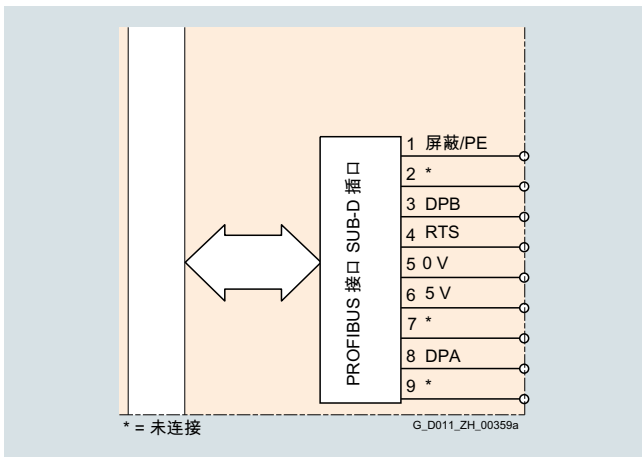 1 屏蔽/PE
2 *
3 DPB
4 RTS
5 0 V
6 5 V
7 *
8 DPA
9 *
PROFIBUS 接口 SUB-D 插口
* = 未连接
G_D011_ZH_00359a